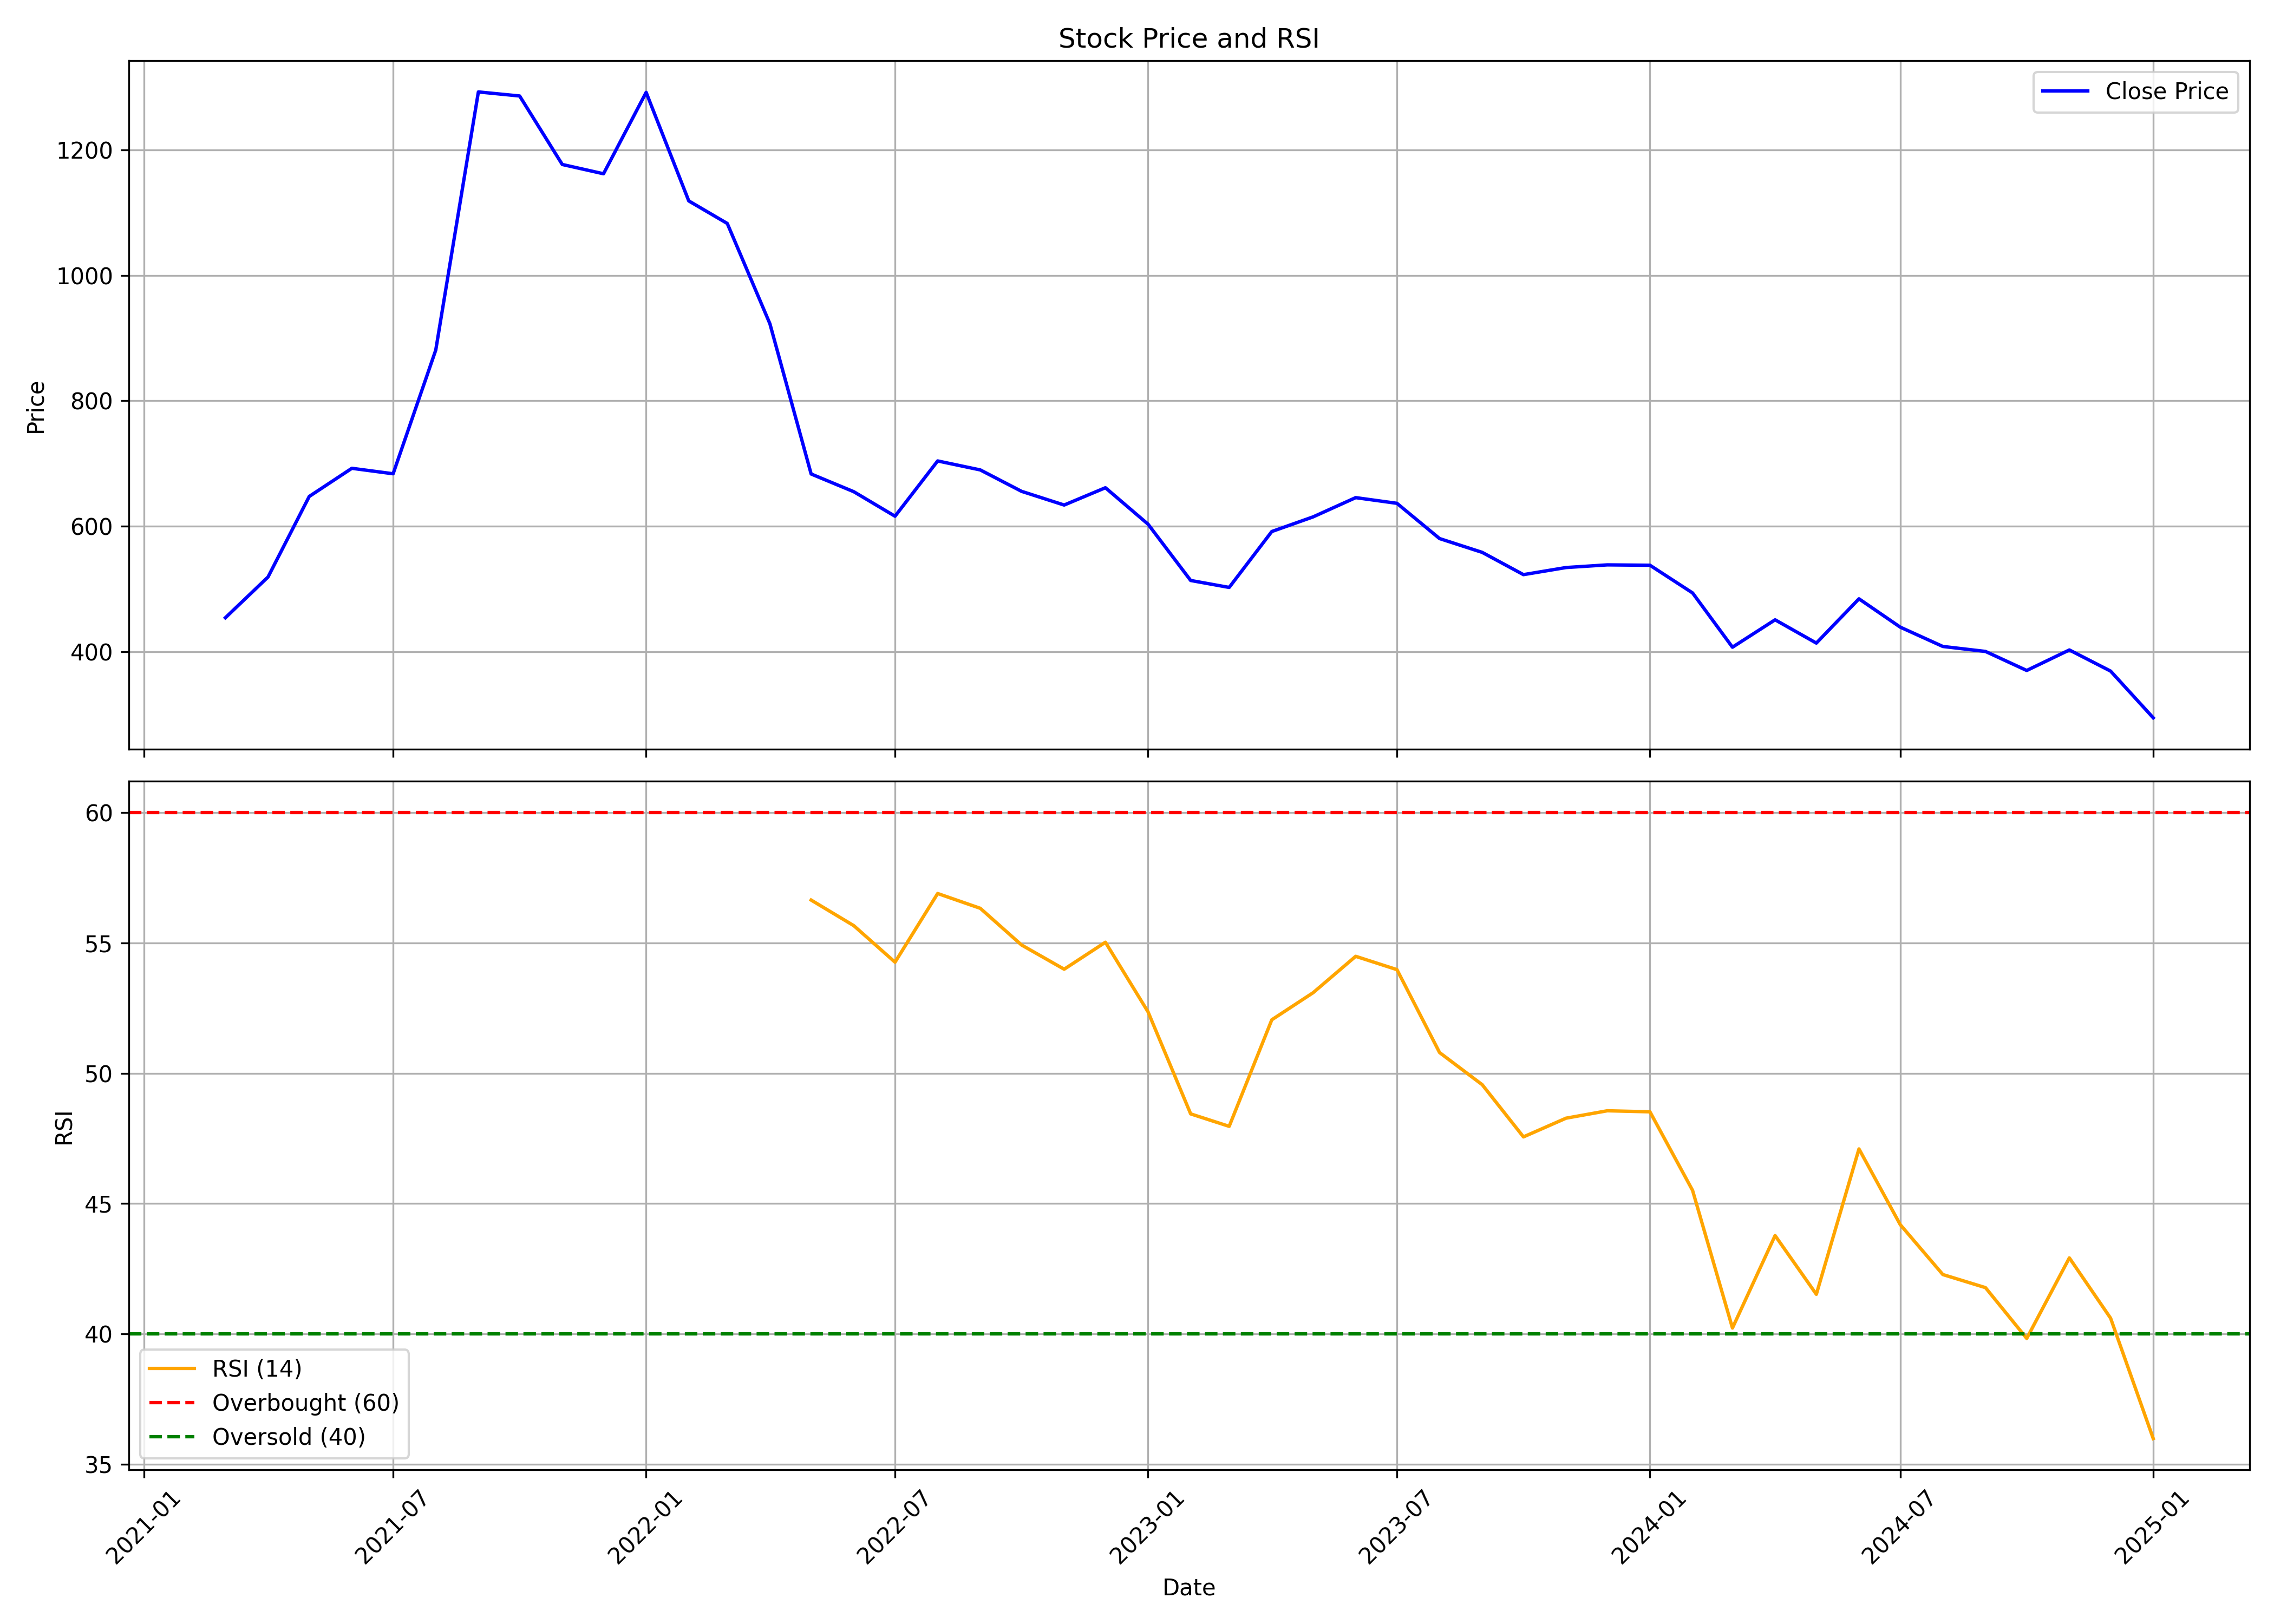 Stock Price and RSI
Close Price
Price
1200
1000
800
600
400
RSI
60
55
50
45
40
35
RSI (14)
Overbought (60)
Oversold (40)
2021-01
2021-07
2022-01
2022-07
2023-01
2023-07
2024-01
2024-07
2025-01
Date